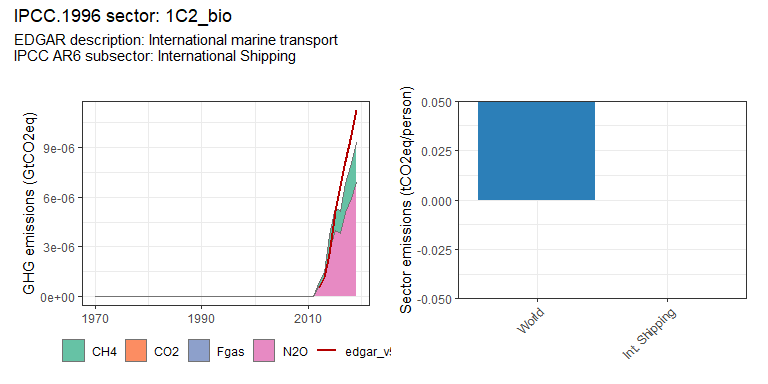 IPCC.1996 sector: 1C2_bio
EDGAR description: International marine transport
IPCC AR6 subsector: International Shipping
GHG emissions (GtCO2eq)
9e-06
6e-06
3e-06
0e+00
1970
1990
2010
CH4
CO2
Fgas
N2O
edgar_v
Sector emissions (tCO2eq/person)
0.050
0.025
0.000
-0.025
-0.050
World
Int. Shipping